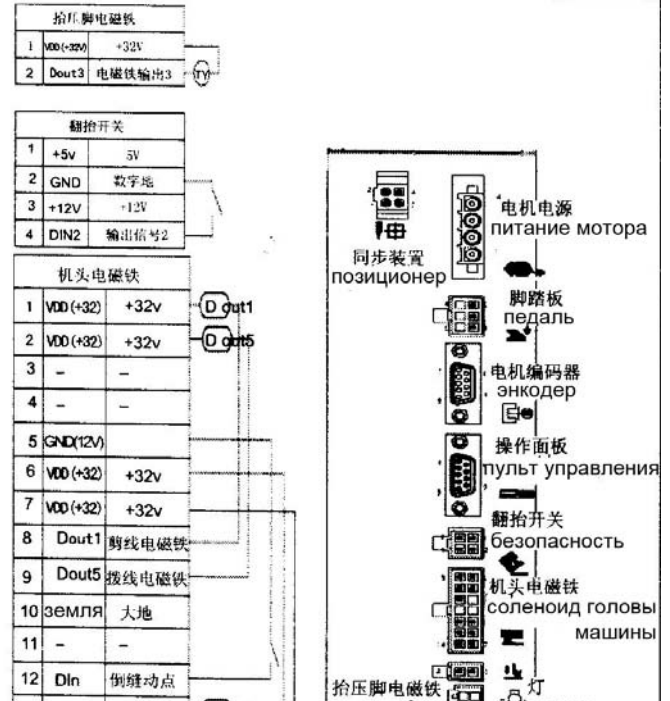 抬压脚电磁铁
1 VDD(+32V) +32V
2 Dout3 电磁铁输出3 TY
翻抬开关
1 +5v 5V
2 GND 数字地
3 +12V +12V
4 DIN2 输出信号2
机头电磁铁
1 VDD(+32) +32v D out1
2 VDD(+32) +32v D out5
3 – –
4 – –
5 GND(12V)
6 VDD(+32) +32v
7 VDD(+32) +32v
8 Dout1 剪线电磁铁
9 Dout5 拨线电磁铁
10 земля 大地
11 – –
12 DIn 倒缝动点
同步装置
позиционер
电机电源
питание мотора
脚踏板
педаль
电机编码器
энкодер
操作面板
пульт управления
翻抬开关
безопасность
机头电磁铁
соленоид головы
машины
抬压脚电磁铁
灯